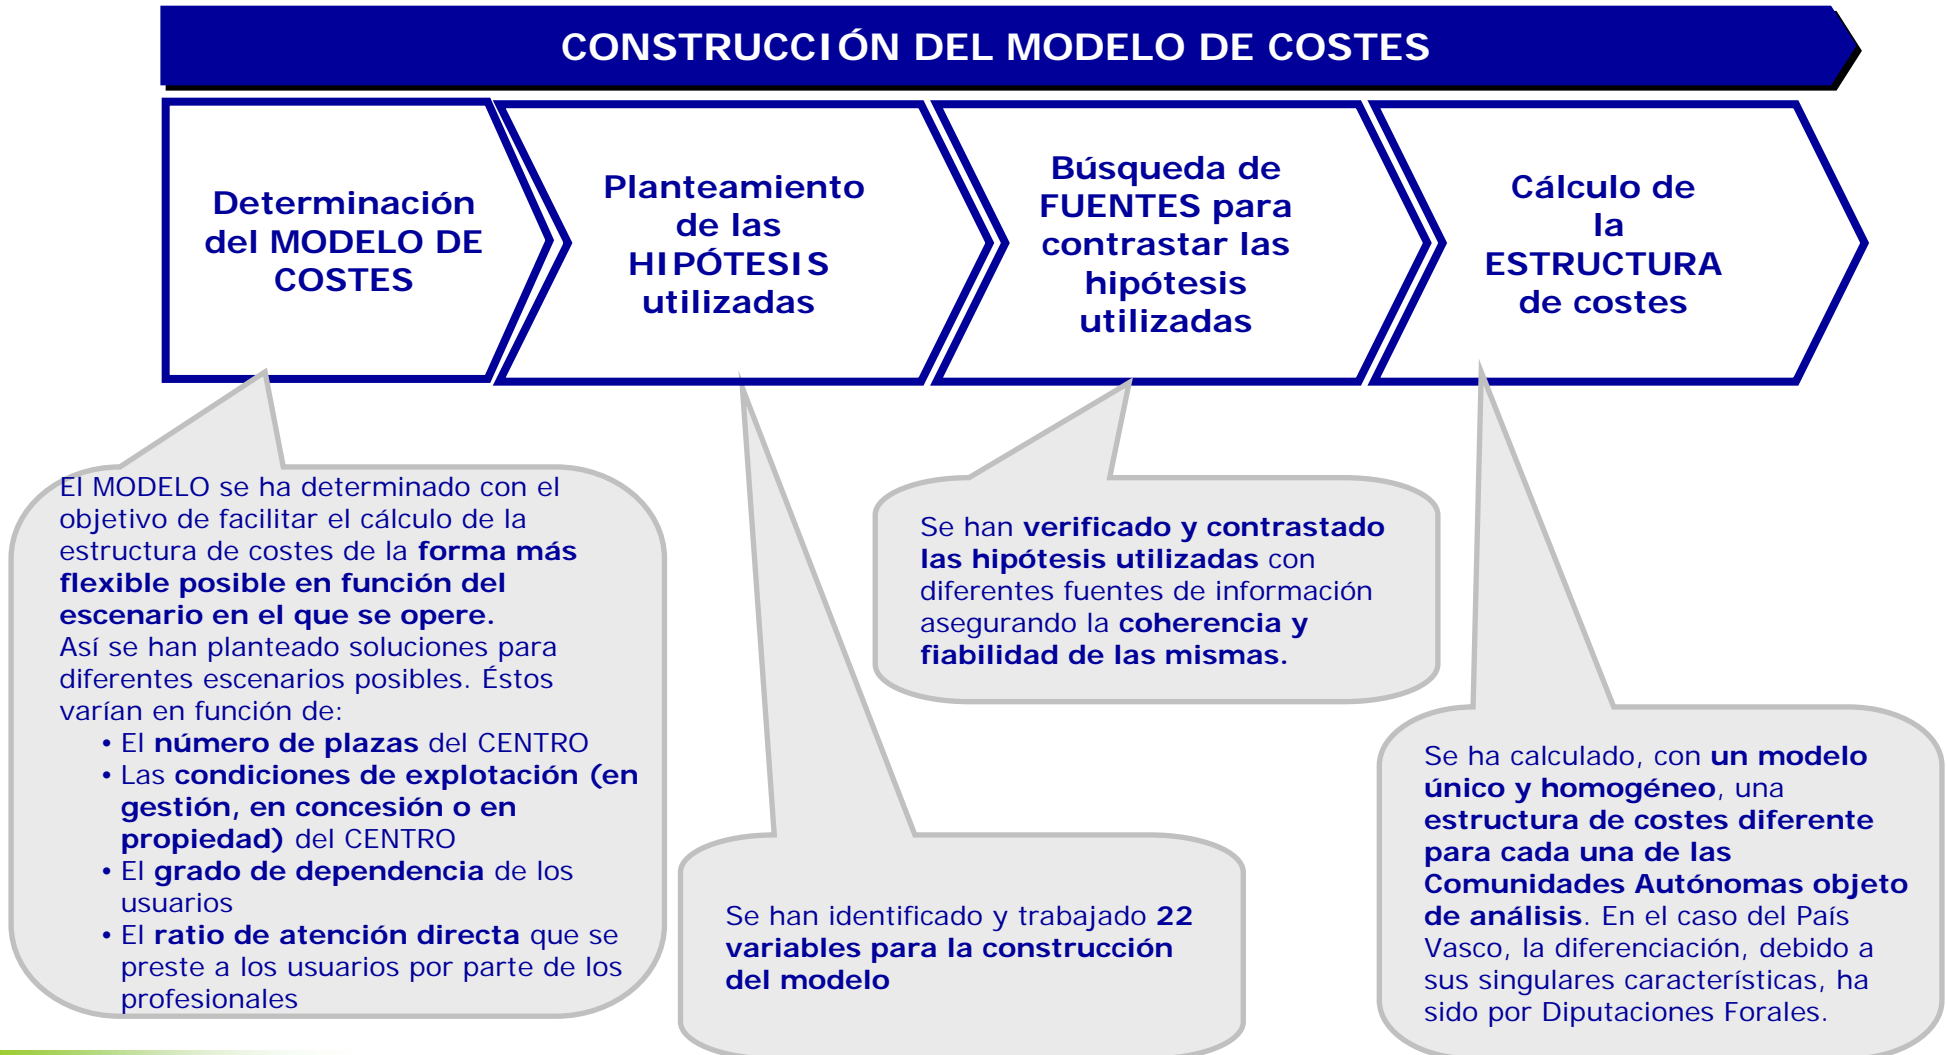 CONSTRUCCIÓN DEL MODELO DE COSTES
Determinación
del MODELO DE
COSTES
Planteamiento
de las
HIPÓTESIS
utilizadas
Búsqueda de
FUENTES para
contrastar las
hipótesis
utilizadas
Cálculo de
la
ESTRUCTURA
de costes
El MODELO se ha determinado con el
objetivo de facilitar el cálculo de la
estructura de costes de la forma más
flexible posible en función del
escenario en el que se opere.
Así se han planteado soluciones para
diferentes escenarios posibles. Éstos
varían en función de:
• El número de plazas del CENTRO
• Las condiciones de explotación (en
gestión, en concesión o en
propiedad) del CENTRO
• El grado de dependencia de los
usuarios
• El ratio de atención directa que se
preste a los usuarios por parte de los
profesionales
Se han identificado y trabajado 22
variables para la construcción
del modelo
Se han verificado y contrastado
las hipótesis utilizadas con
diferentes fuentes de información
asegurando la coherencia y
fiabilidad de las mismas.
Se ha calculado, con un modelo
único y homogéneo, una
estructura de costes diferente
para cada una de las
Comunidades Autónomas objeto
de análisis. En el caso del País
Vasco, la diferenciación, debido a
sus singulares características, ha
sido por Diputaciones Forales.